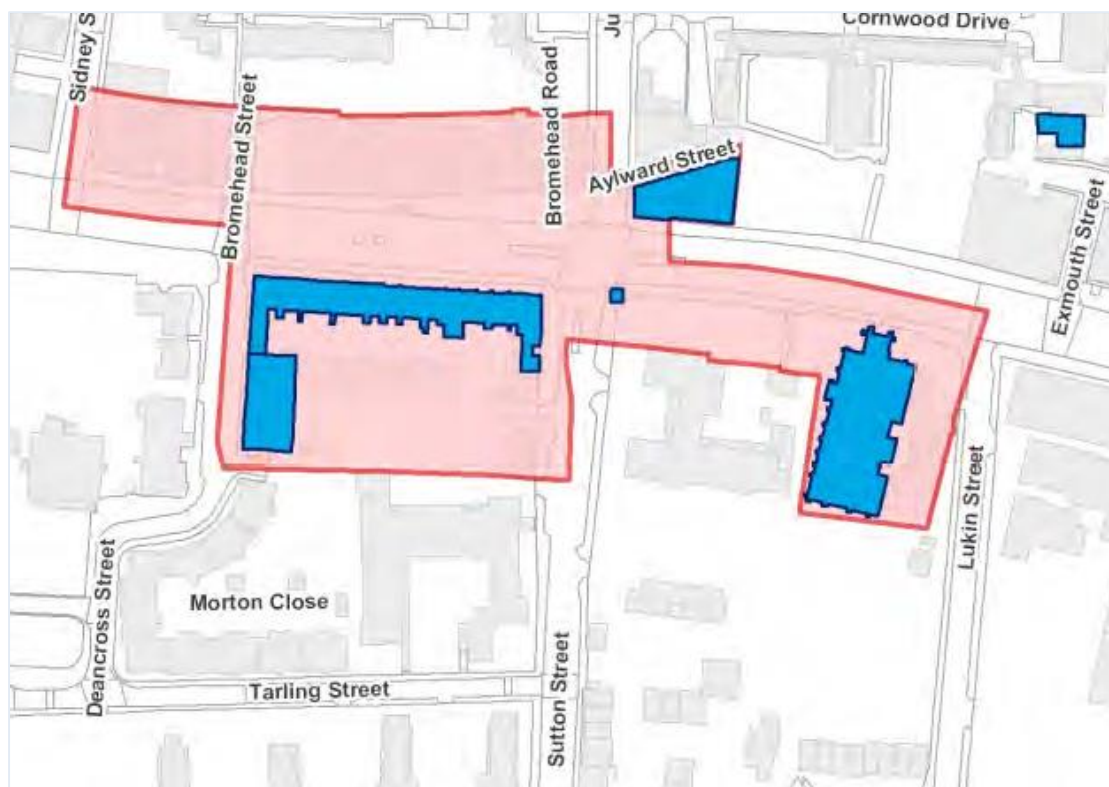 Cornwood Drive
Sidney S
Ju
Bromehead Street
Bromehead Road
Aylward Street
Exmouth Street
Lukin Street
Deancross Street
Morton Close
Tarling Street
Sutton Street